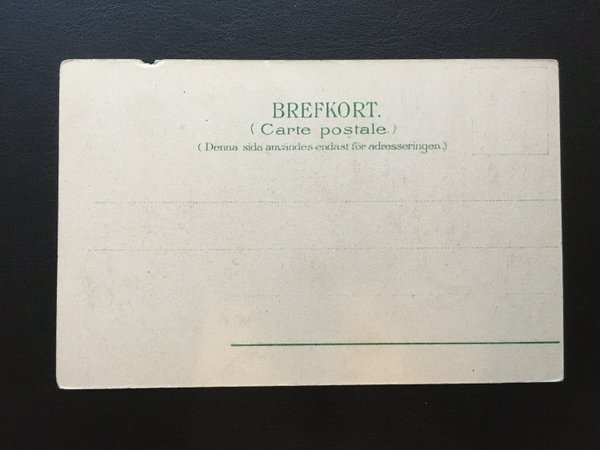 BREFKORT.
(Carte postale.)
(Denna sida användes endast för adresseringen.)